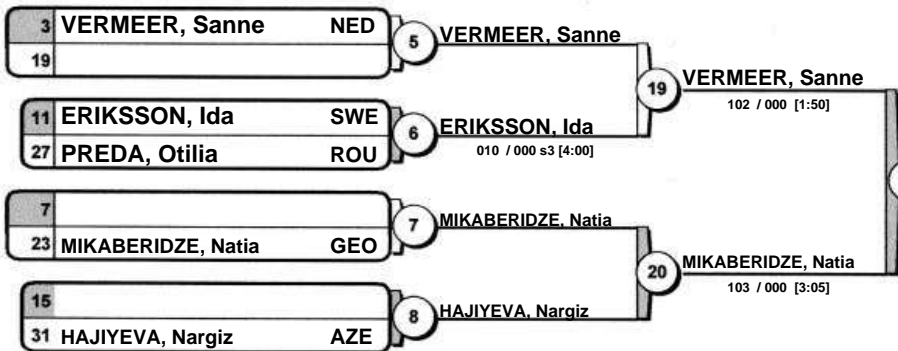 3 VERMEER, Sanne NED
19
5
VERMEER, Sanne
11 ERIKSSON, Ida SWE
27 PREDA, Otilia ROU
6
ERIKSSON, Ida
010 / 000 s3 [4:00]
19
VERMEER, Sanne
102 / 000 [1:50]
7
23 MIKABERIDZE, Natia GEO
7
MIKABERIDZE, Natia
15
31 HAJIYEVA, Nargiz AZE
8
HAJIYEVA, Nargiz
20
MIKABERIDZE, Natia
103 / 000 [3:05]